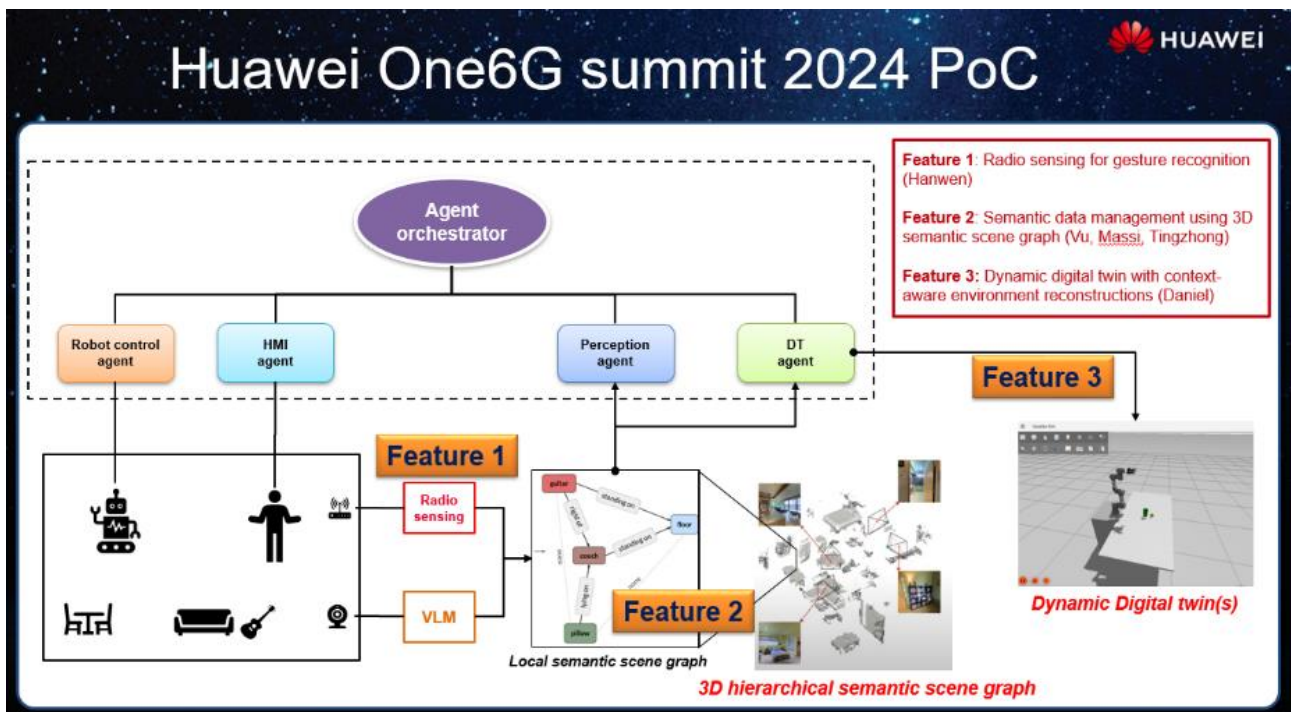 Huawei One6G summit 2024 PoC
HUAWEI
Feature 1: Radio sensing for gesture recognition
(Hanwen)
Feature 2: Semantic data management using 3D
semantic scene graph (Vu, Massi, Tingzhong)
Feature 3: Dynamic digital twin with context-
aware environment reconstructions (Daniel)
Agent
orchestrator
Robot control
agent
HMI
agent
Perception
agent
DT
agent
Feature 3
Feature 1
Radio
sensing
VLM
guitar
standing on
right of
floor
couch
standing on
lying on
pillow
Feature 2
Local semantic scene graph
3D hierarchical semantic scene graph
Dynamic Digital twin(s)